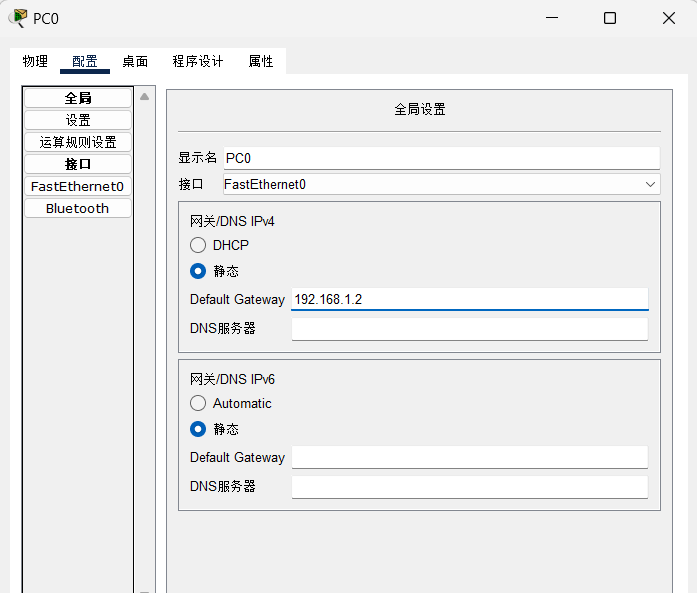 PC0
物理 配置 桌面 程序设计 属性
全局
设置
运算规则设置
接口
FastEthernet0
Bluetooth
全局设置
显示名 PC0
接口 FastEthernet0
网关/DNS IPv4
DHCP
静态
Default Gateway 192.168.1.2
DNS服务器
网关/DNS IPv6
Automatic
静态
Default Gateway
DNS服务器